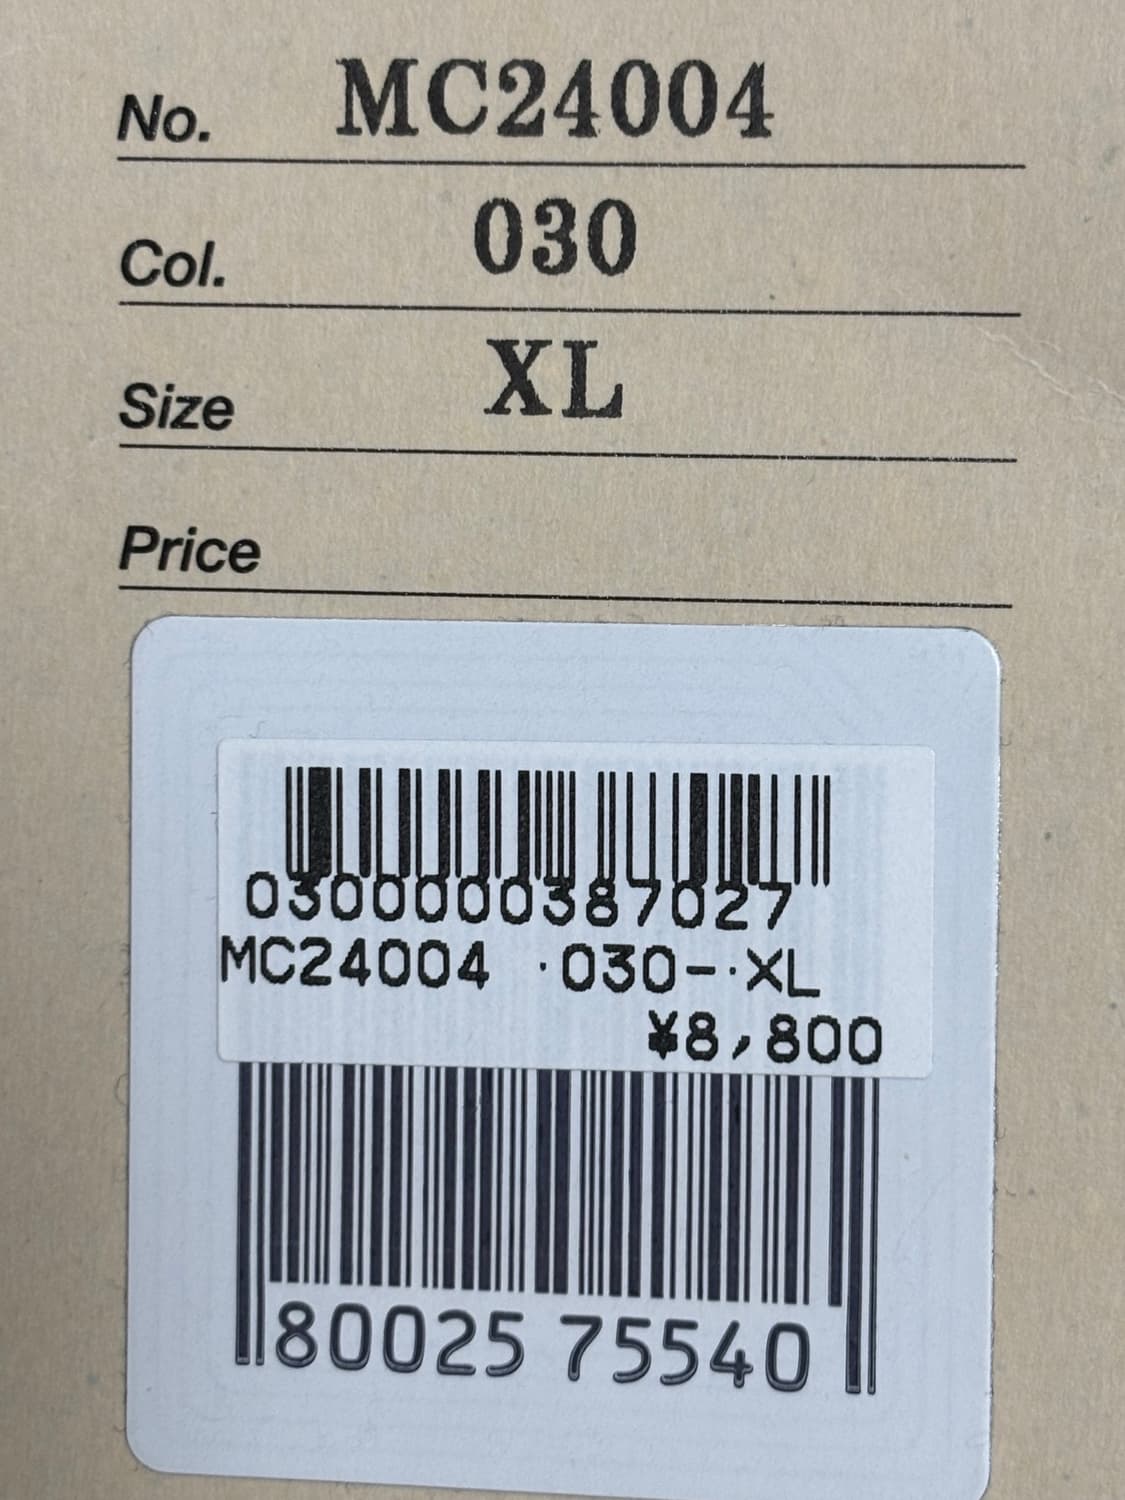 No. MC24004
Col. 030
Size XL
Price
0300000387027
MC24004 ·030-·XL
¥8,800
80025 75540